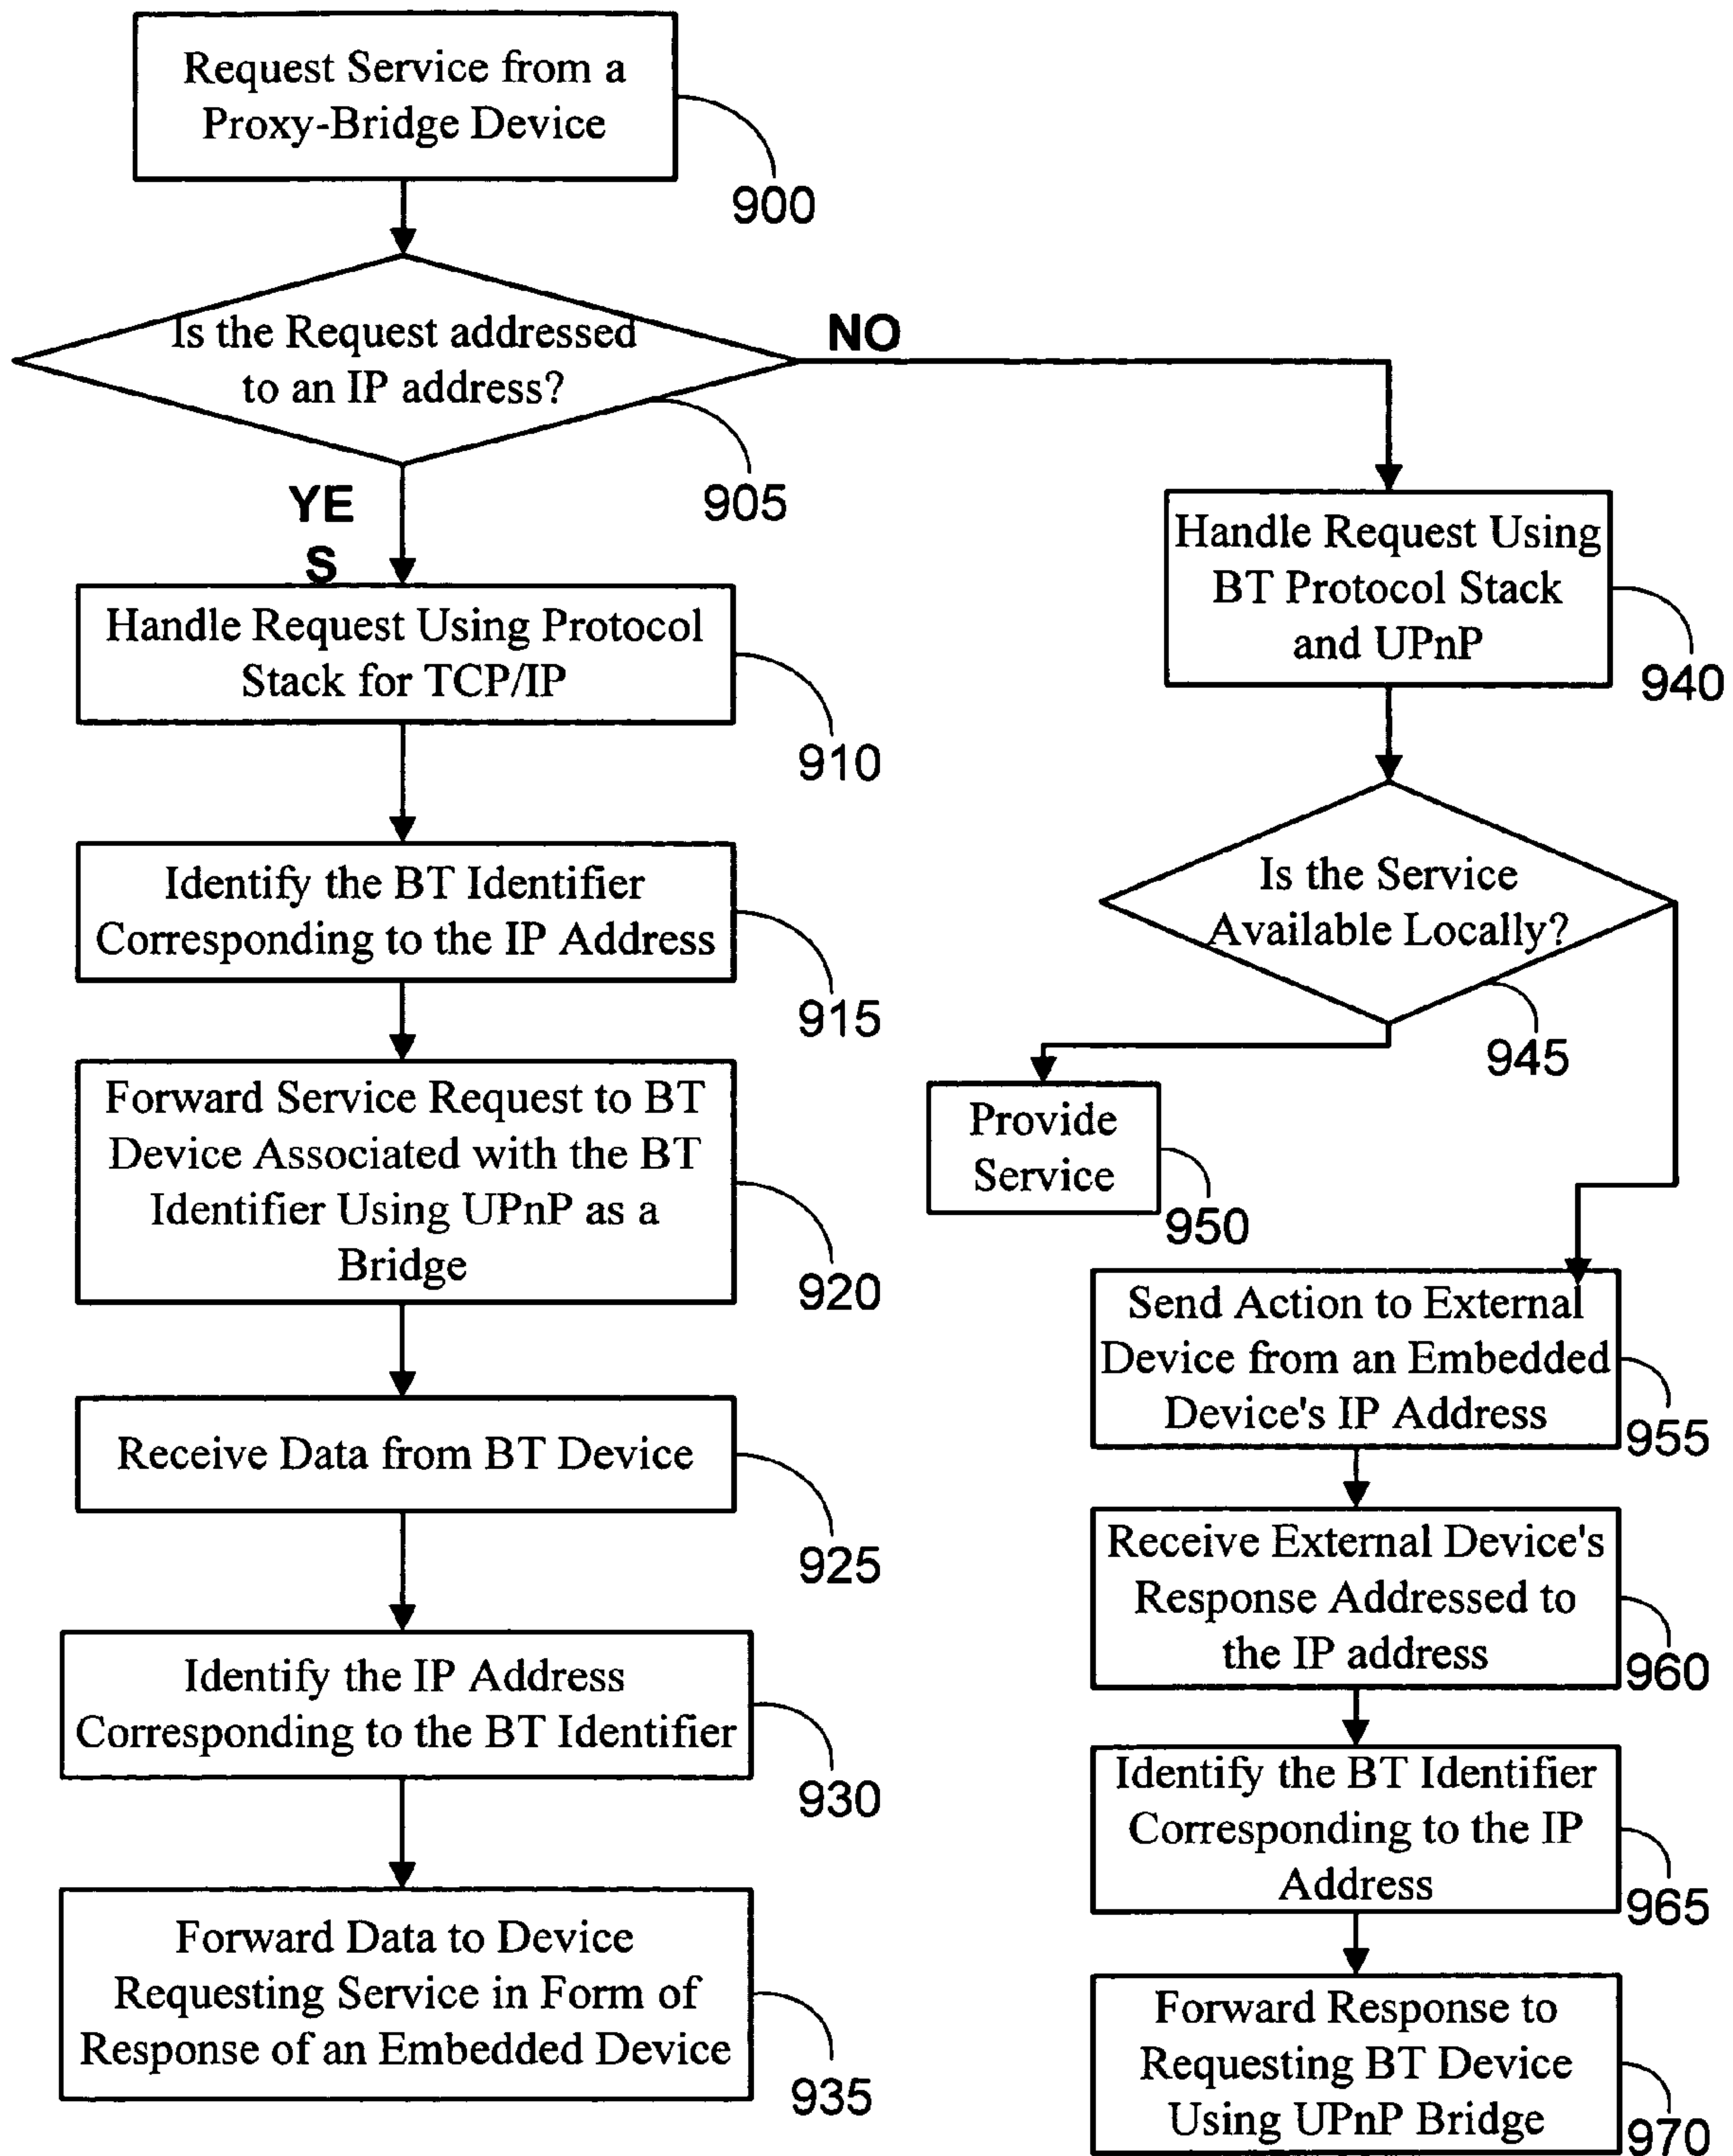 Request Service from a
Proxy-Bridge Device
900
Is the Request addressed
to an IP address?
905
NO
YE
S
Handle Request Using Protocol
Stack for TCP/IP
910
Identify the BT Identifier
Corresponding to the IP Address
915
Forward Service Request to BT
Device Associated with the BT
Identifier Using UPnP as a
Bridge
920
Receive Data from BT Device
925
Identify the IP Address
Corresponding to the BT Identifier
930
Forward Data to Device
Requesting Service in Form of
Response of an Embedded Device
935
Handle Request Using
BT Protocol Stack
and UPnP
940
Is the Service
Available Locally?
945
Provide
Service
950
Send Action to External
Device from an Embedded
Device's IP Address
955
Receive External Device's
Response Addressed to
the IP address
960
Identify the BT Identifier
Corresponding to the IP
Address
965
Forward Response to
Requesting BT Device
Using UPnP Bridge
970